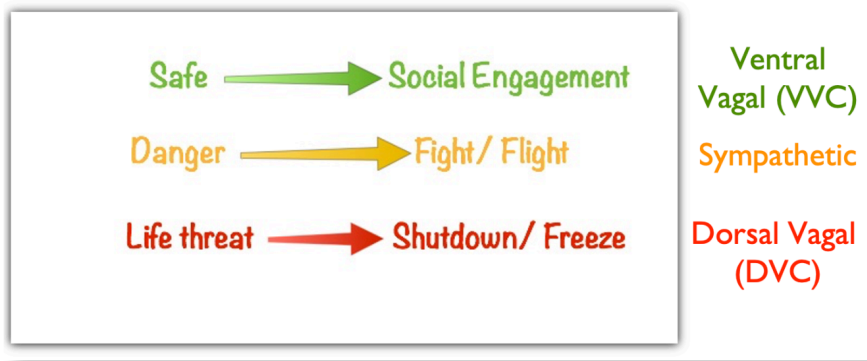 Safe Social Engagement
Ventral
Vagal (VVC)
Danger Fight/ Flight
Sympathetic
Life threat Shutdown/ Freeze
Dorsal Vagal
(DVC)